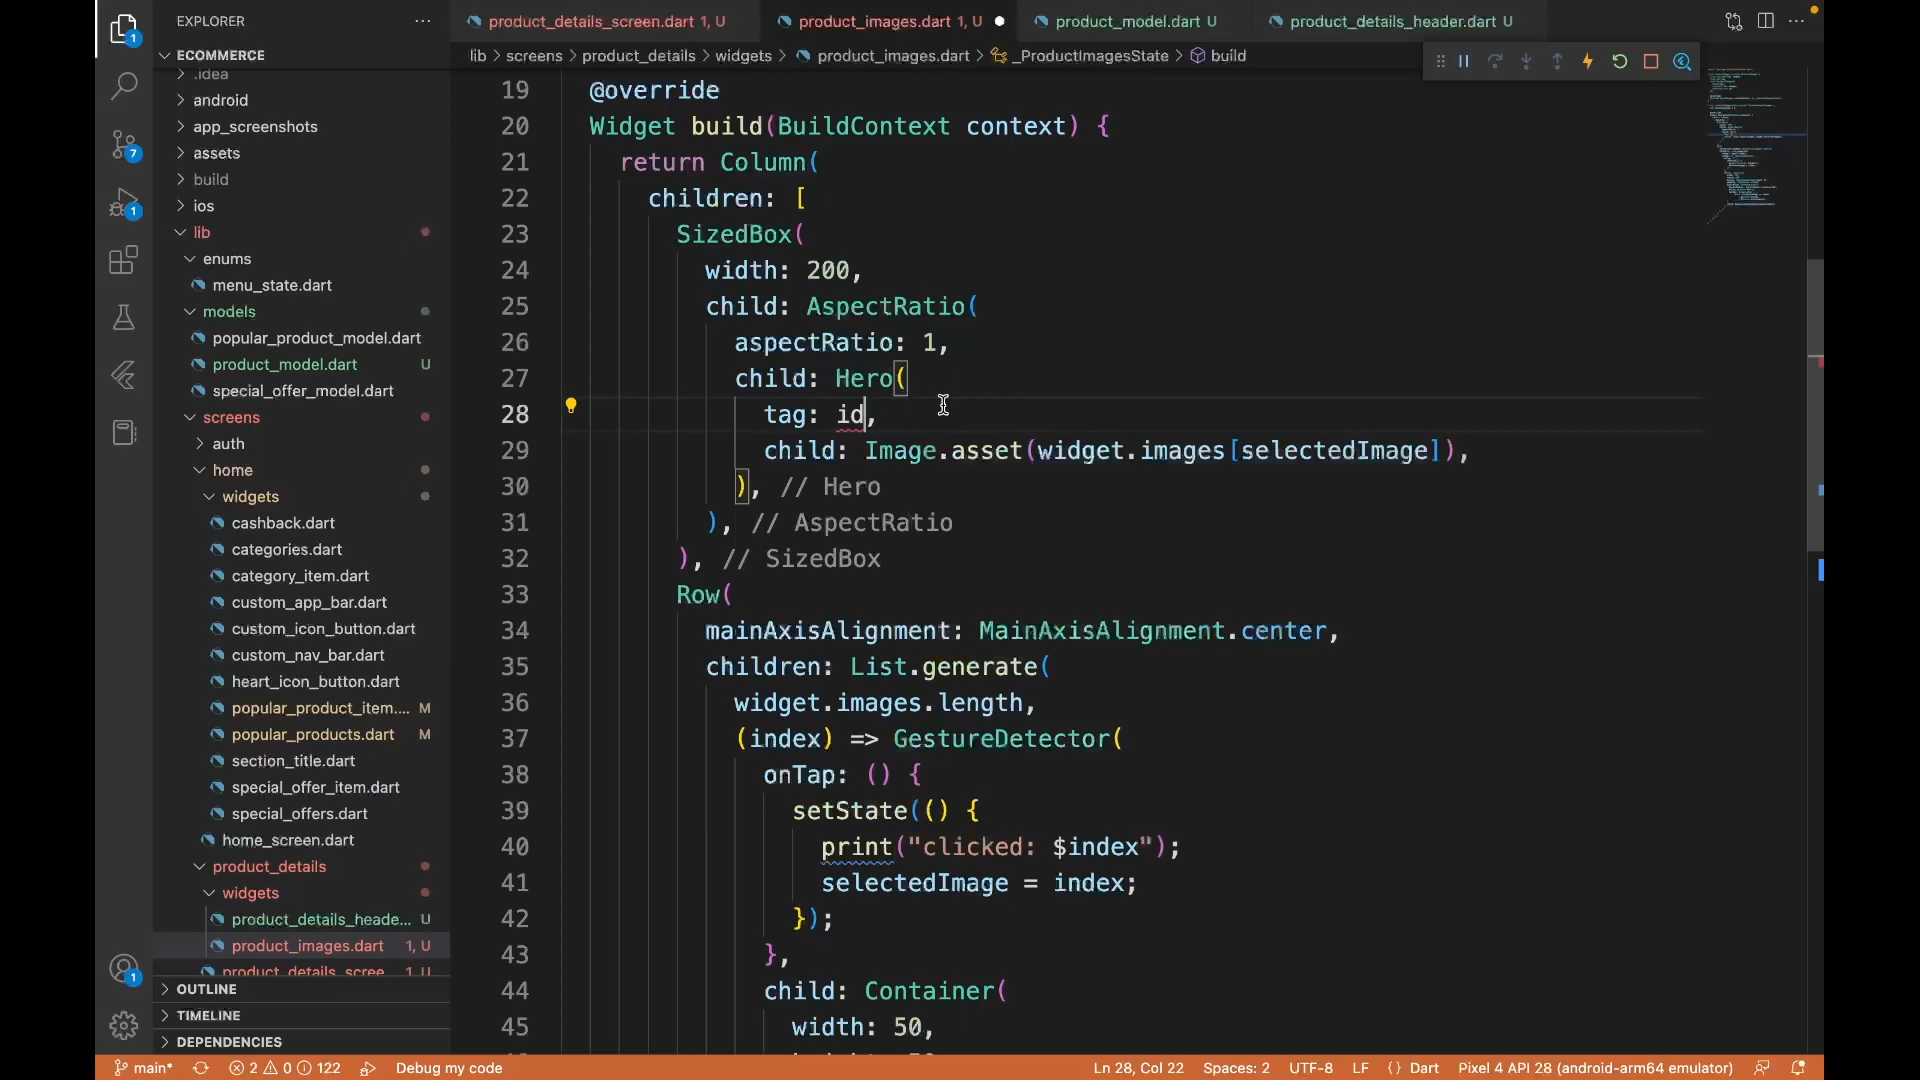 EXPLORER
ECOMMERCE
.idea
android
app_screenshots
assets
build
ios
lib
enums
menu_state.dart
models
popular_product_model.dart
product_model.dart U
special_offer_model.dart
screens
auth
home
widgets
cashback.dart
categories.dart
category_item.dart
custom_app_bar.dart
custom_icon_button.dart
custom_nav_bar.dart
heart_icon_button.dart
popular_product_item.... M
popular_products.dart M
section_title.dart
special_offer_item.dart
special_offers.dart
home_screen.dart
product_details
widgets
product_details_heade... U
product_images.dart 1, U
product_details_scree 1, U
OUTLINE
TIMELINE
DEPENDENCIES
1
7
1
1
product_details_screen.dart 1, U
product_images.dart 1, U
product_model.dart U
product_details_header.dart U
lib > screens > product_details > widgets > product_images.dart > _ProductImagesState > build
19 @override
20 Widget build(BuildContext context) {
21 return Column(
22 children: [
23 SizedBox(
24 width: 200,
25 child: AspectRatio(
26 aspectRatio: 1,
27 child: Hero(
28 tag: id,
29 child: Image.asset(widget.images[selectedImage]),
30 ), // Hero
31 ), // AspectRatio
32 ), // SizedBox
33 Row(
34 mainAxisAlignment: MainAxisAlignment.center,
35 children: List.generate(
36 widget.images.length,
37 (index) => GestureDetector(
38 onTap: () {
39 setState(() {
40 print("clicked: $index");
41 selectedImage = index;
42 });
43 },
44 child: Container(
45 width: 50,
main* 2 0 122 Debug my code Ln 28, Col 22 Spaces: 2 UTF-8 LF {} Dart Pixel 4 API 28 (android-arm64 emulator)